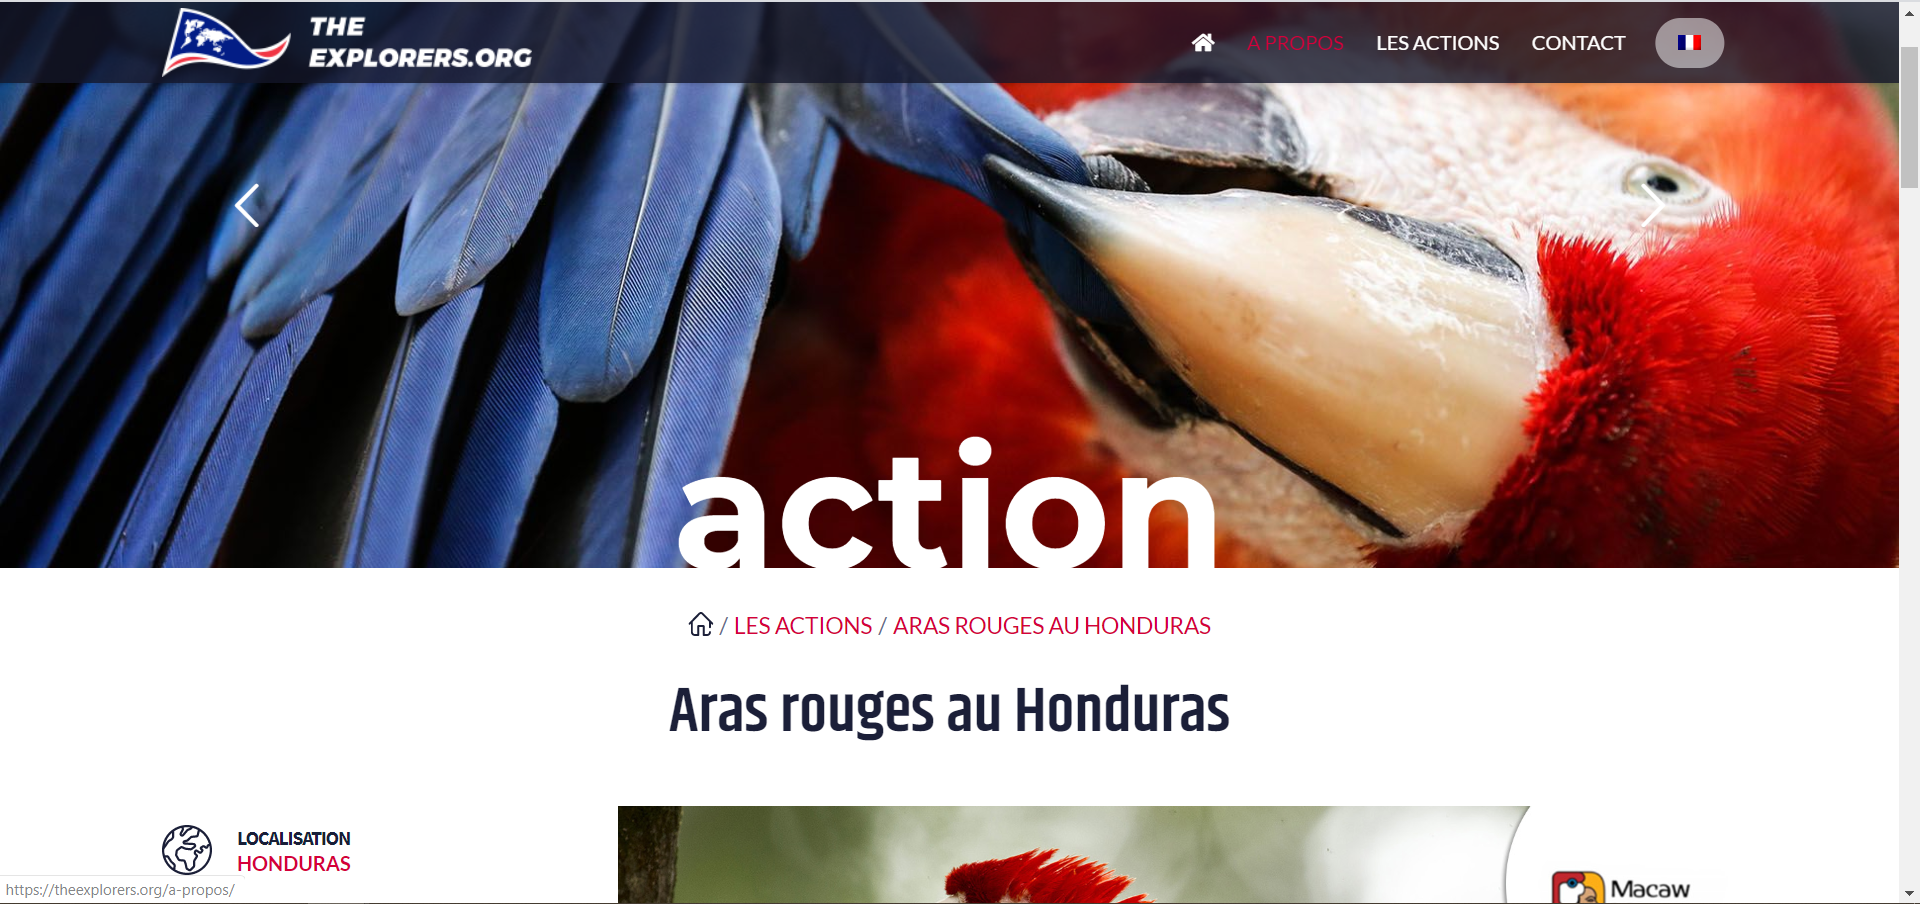 THE
EXPLORERS.ORG
A PROPOS
LES ACTIONS
CONTACT
action
/ LES ACTIONS / ARAS ROUGES AU HONDURAS
Aras rouges au Honduras
LOCALISATION
HONDURAS
Macaw
https://theexplorers.org/a-propos/